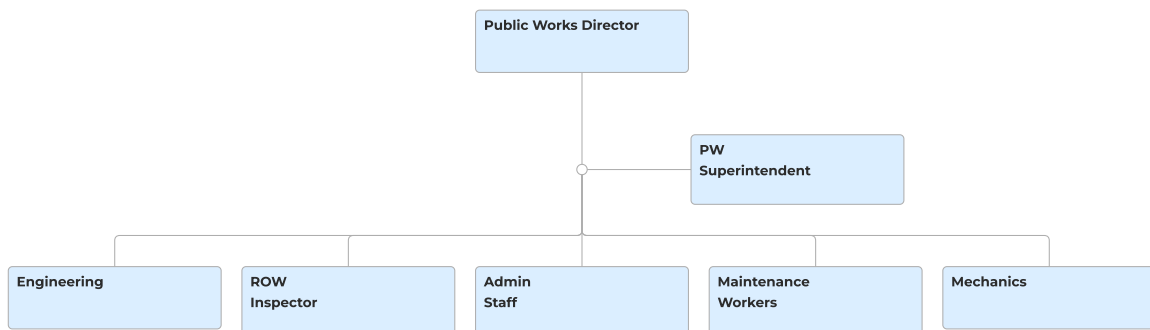 Public Works Director
PW
Superintendent
Engineering
ROW
Inspector
Admin
Staff
Maintenance
Workers
Mechanics